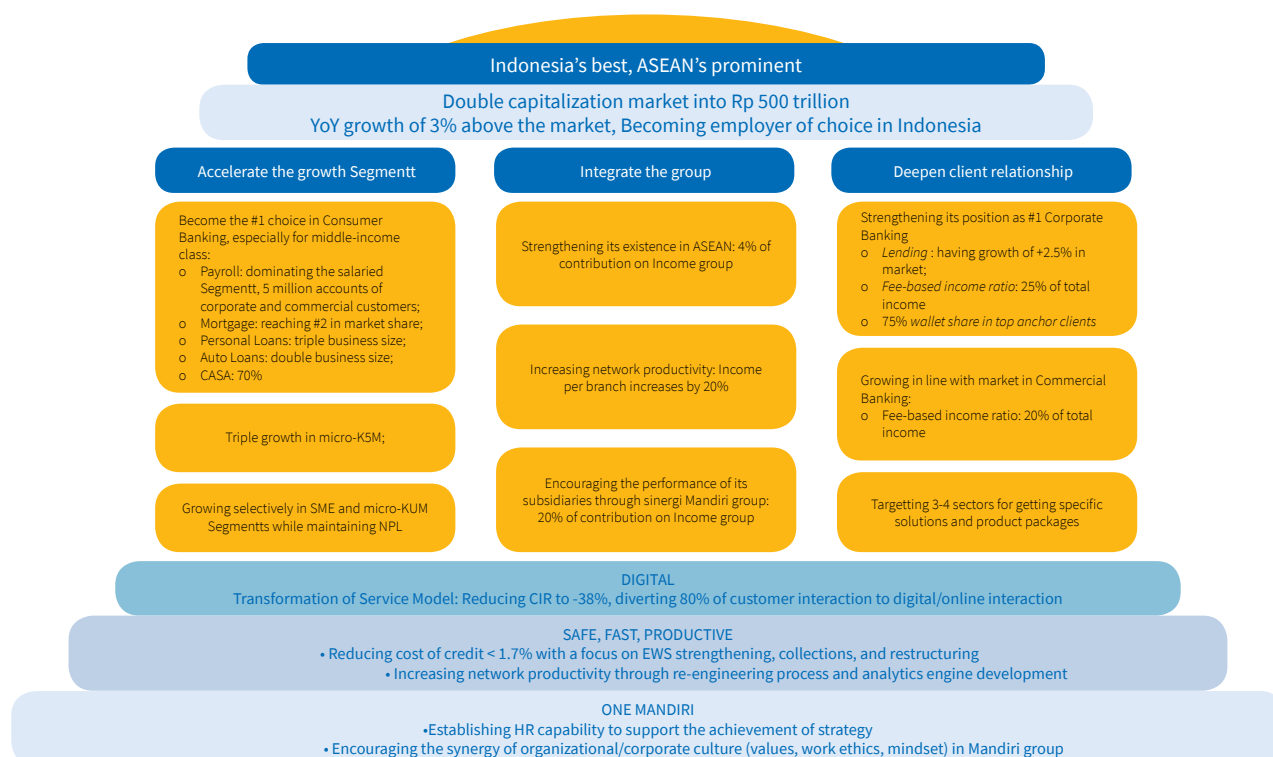 Indonesia's best, ASEAN's prominent
Double capitalization market into Rp 500 trillion
YoY growth of 3% above the market, Becoming employer of choice in Indonesia
Accelerate the growth Segmentt
Become the #1 choice in Consumer
Banking, especially for middle-income
class:
o Payroll: dominating the salaried
Segmentt, 5 million accounts of
corporate and commercial customers;
o Mortgage: reaching #2 in market share;
o Personal Loans: triple business size;
o Auto Loans: double business size;
o CASA: 70%
Triple growth in micro-K5M;
Growing selectively in SME and micro-KUM
Segmentts while maintaining NPL
Integrate the group
Strengthening its existence in ASEAN: 4% of
contribution on Income group
Increasing network productivity: Income
per branch increases by 20%
Encouraging the performance of its
subsidiaries through sinergi Mandiri group:
20% of contribution on Income group
Deepen client relationship
Strengthening its position as #1 Corporate
Banking
o Lending : having growth of +2.5% in
market;
o Fee-based income ratio: 25% of total
income
o 75% wallet share in top anchor clients
Growing in line with market in Commercial
Banking:
o Fee-based income ratio: 20% of total
income
Targetting 3-4 sectors for getting specific
solutions and product packages
DIGITAL
Transformation of Service Model: Reducing CIR to -38%, diverting 80% of customer interaction to digital/online interaction
SAFE, FAST, PRODUCTIVE
• Reducing cost of credit < 1.7% with a focus on EWS strengthening, collections, and restructuring
• Increasing network productivity through re-engineering process and analytics engine development
ONE MANDIRI
•Establishing HR capability to support the achievement of strategy
• Encouraging the synergy of organizational/corporate culture (values, work ethics, mindset) in Mandiri group